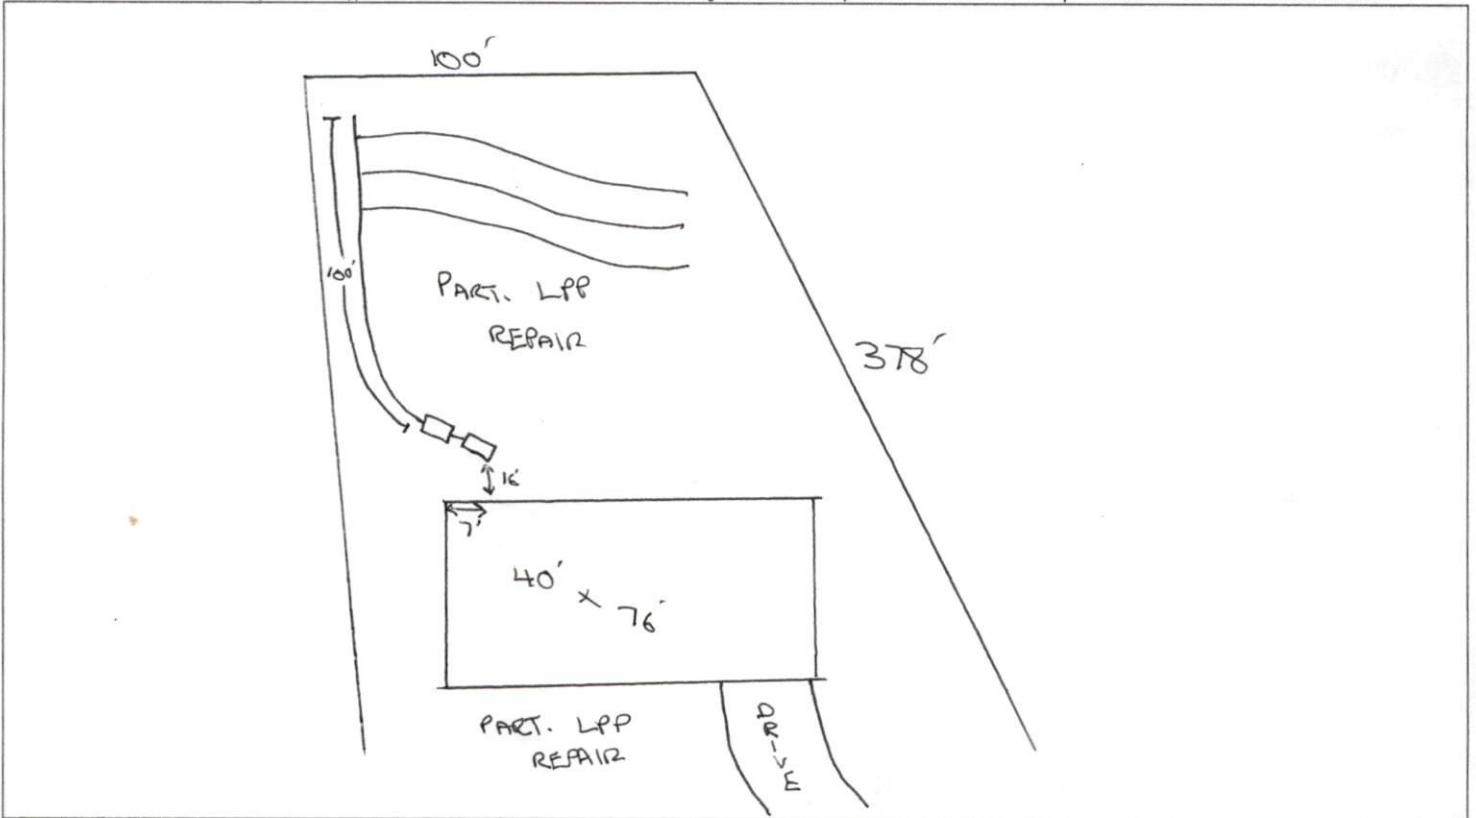 100'
100'
PART. LPP
REPAIR
378'
16'
7'
40' x 76'
PART. LPP
REPAIR
DRIVE